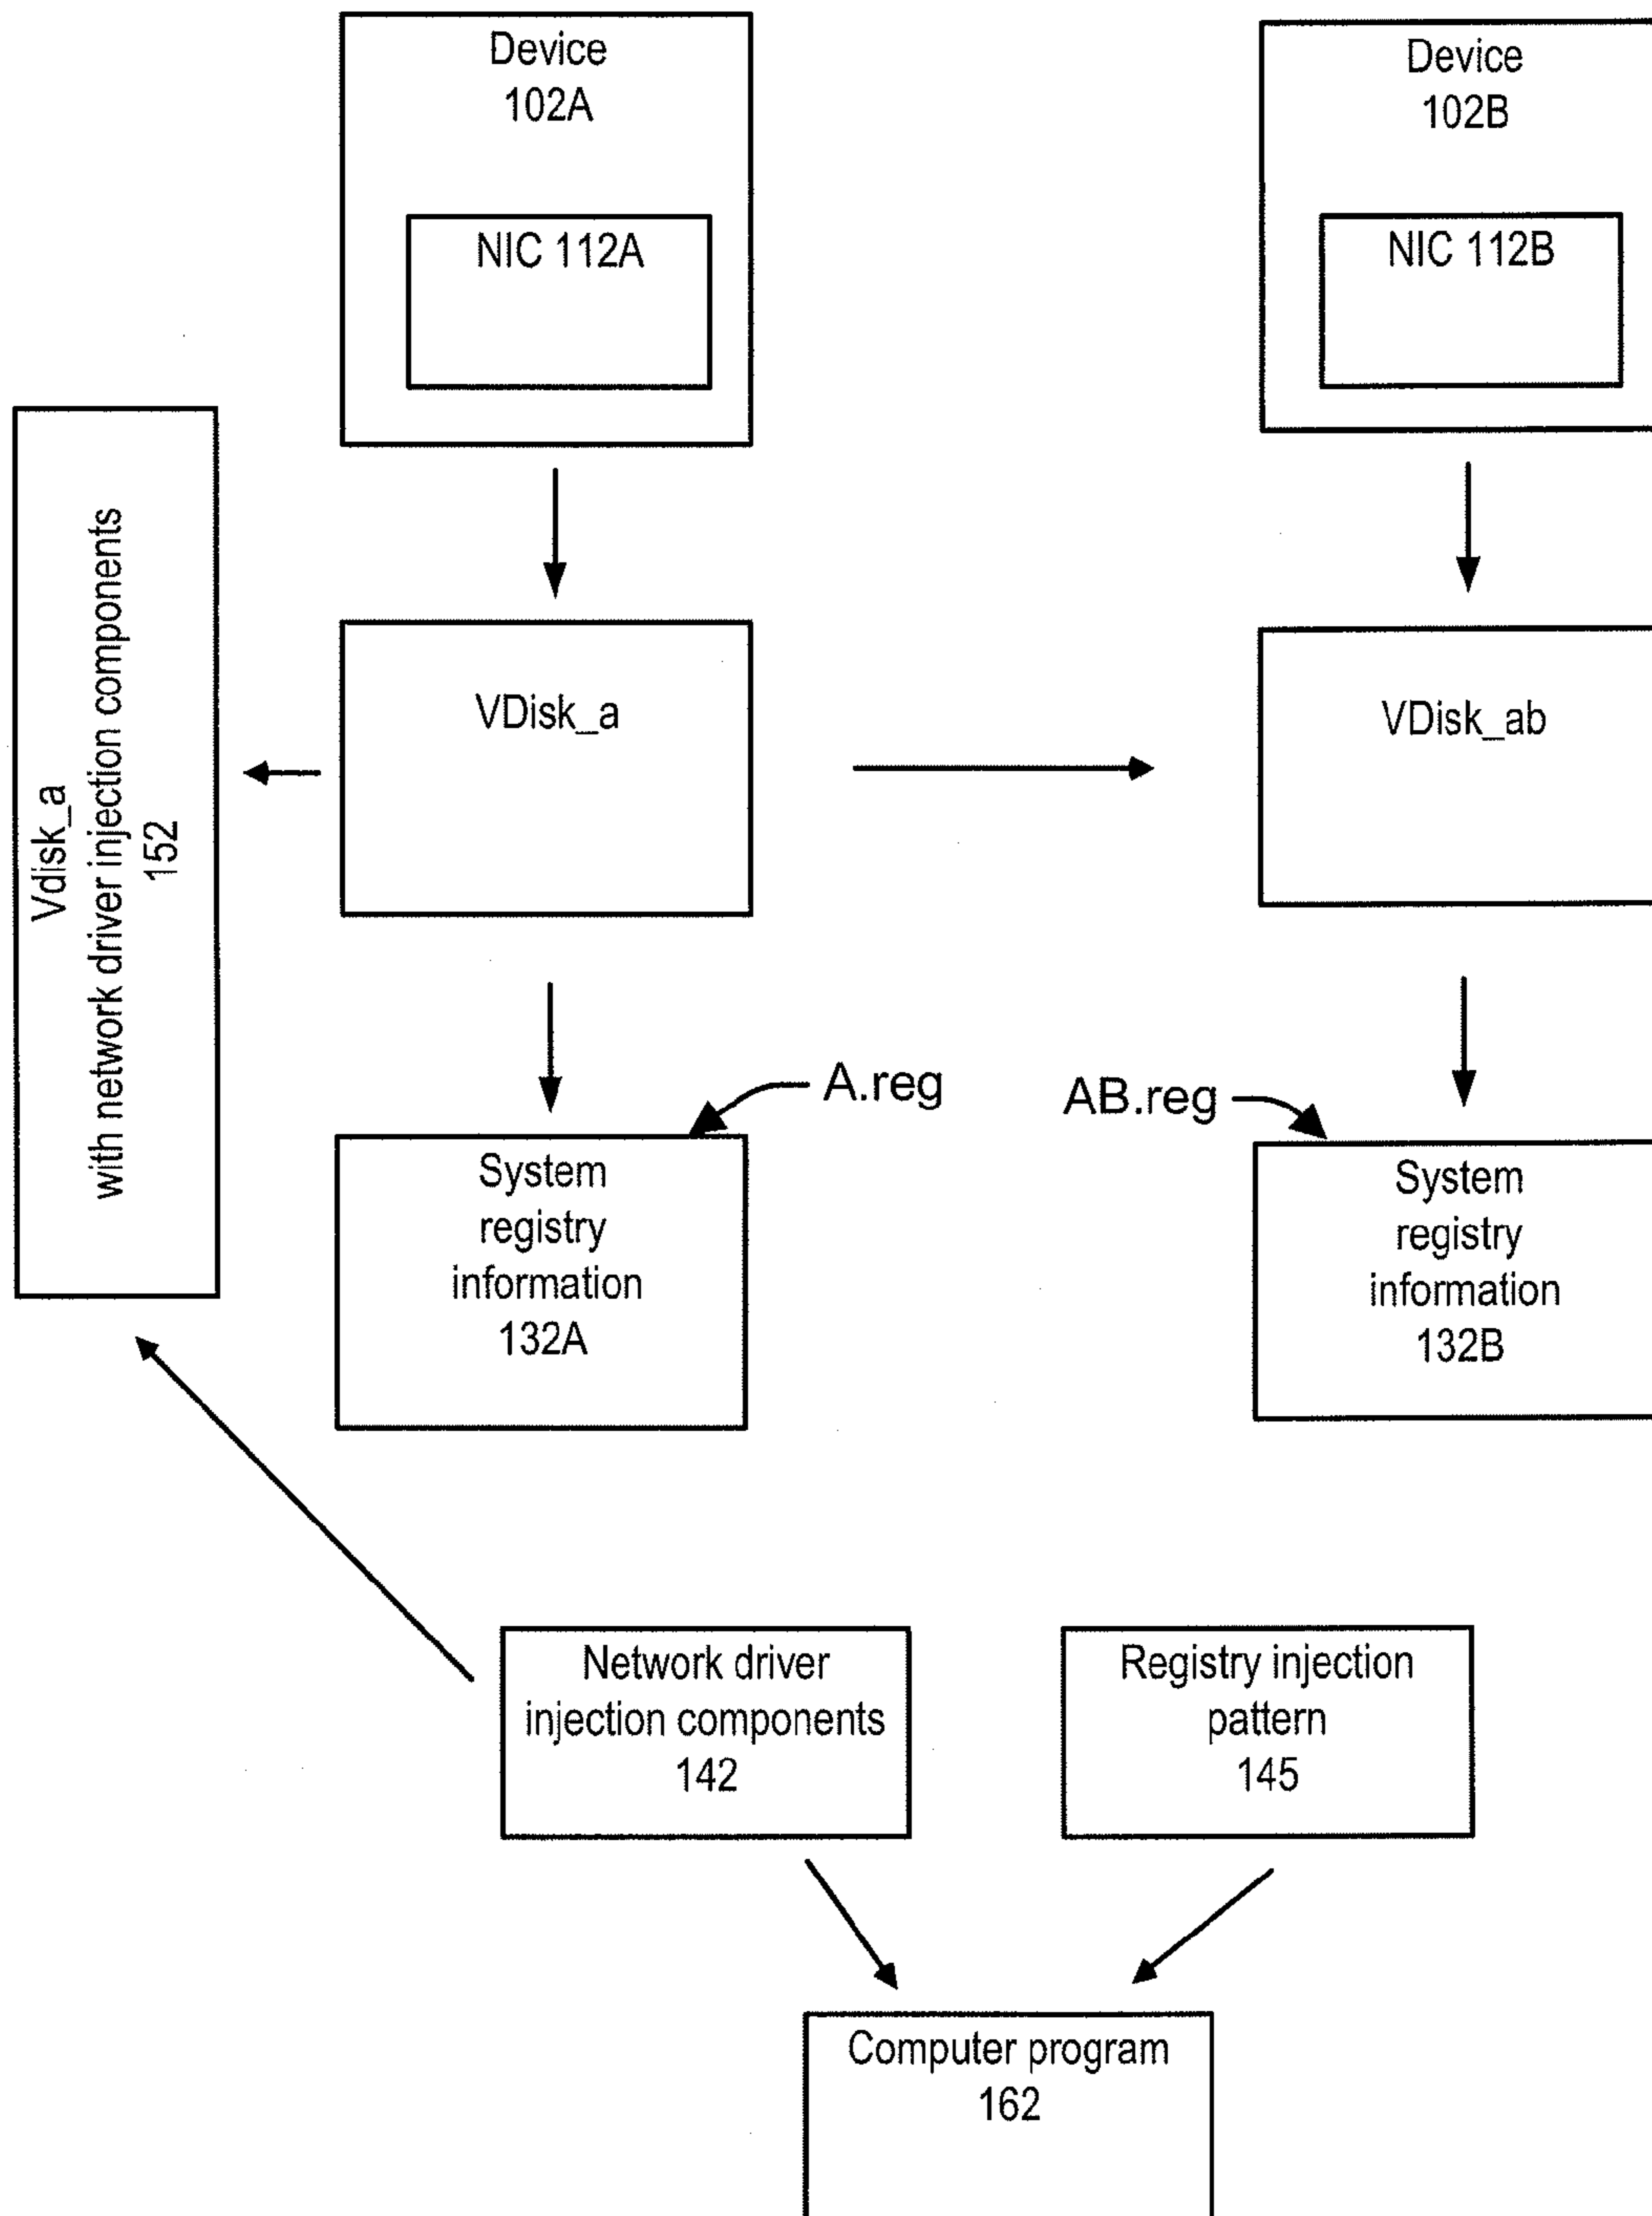 Device
102A
NIC 112A
Device
102B
NIC 112B
Vdisk_a
with network driver injection components
152
VDisk_a
VDisk_ab
A.reg
AB.reg
System
registry
information
132A
System
registry
information
132B
Network driver
injection components
142
Registry injection
pattern
145
Computer program
162